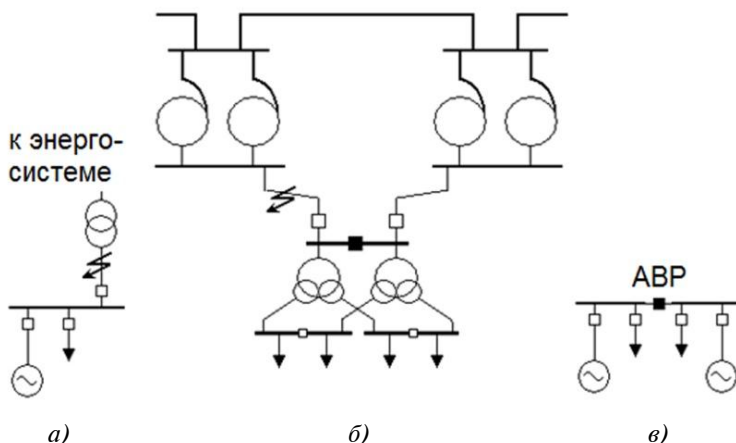 к энерго-
системе
АВР
а)
б)
в)